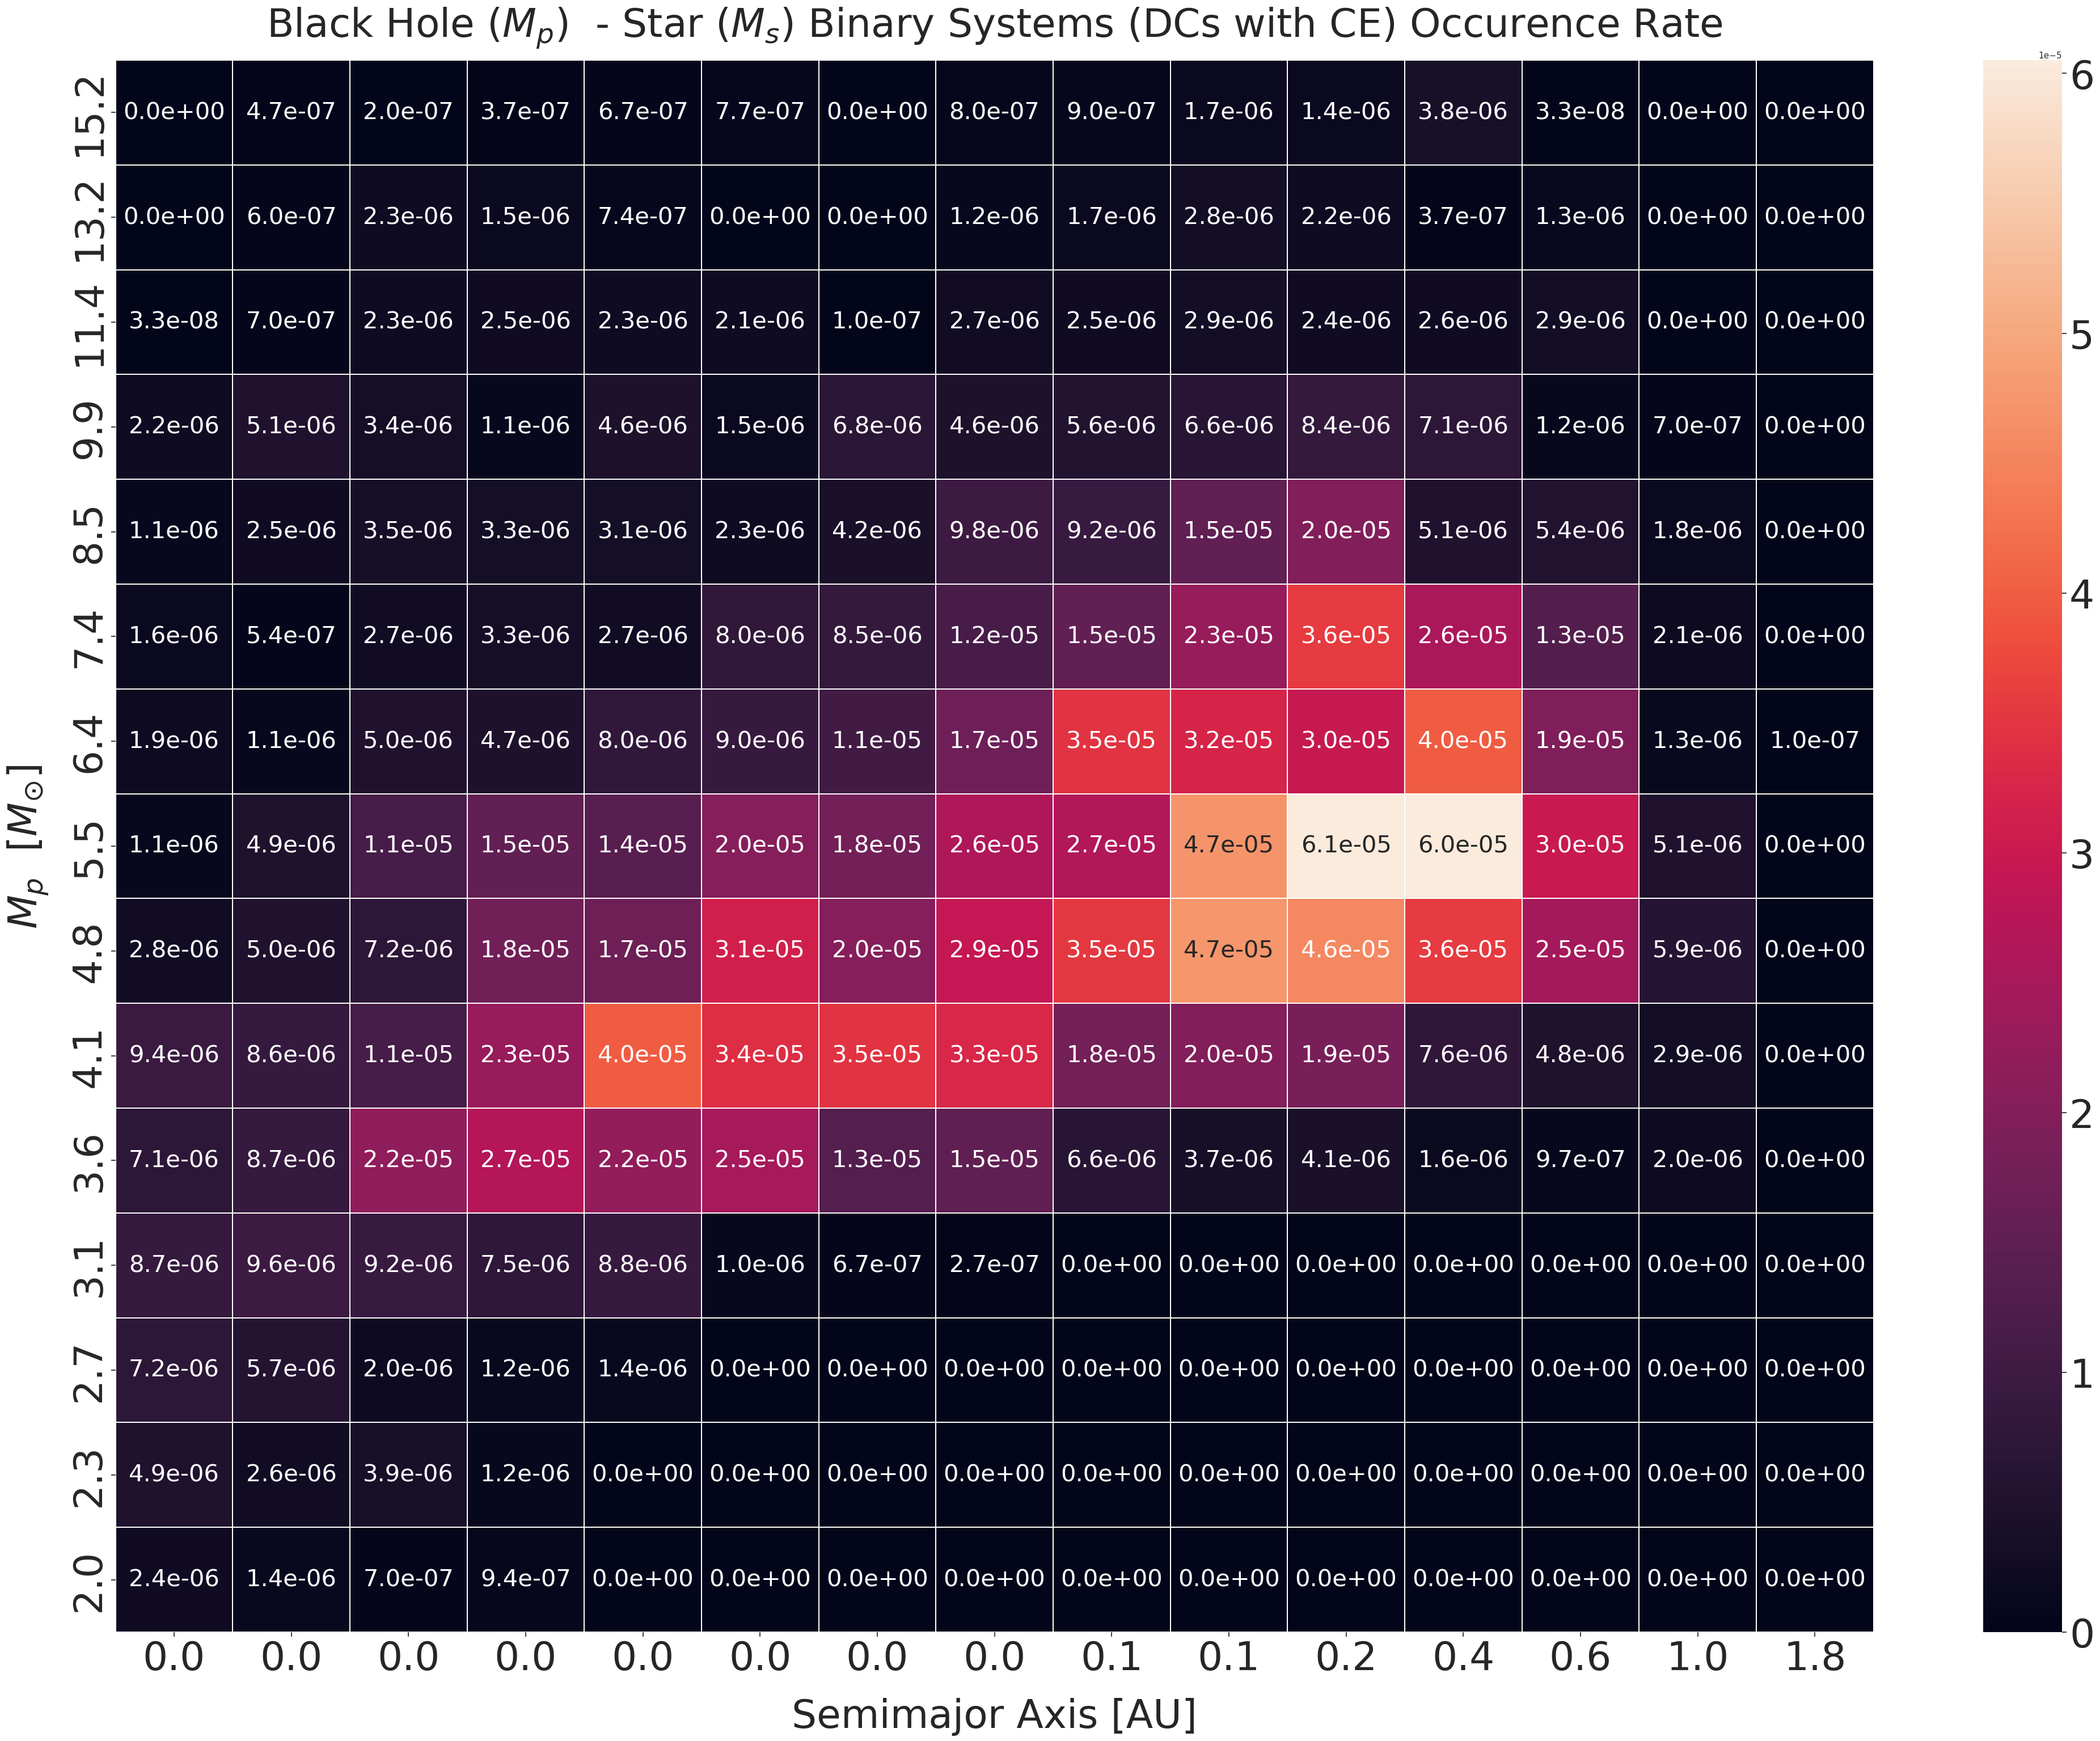 Black Hole (Mp) - Star (Ms) Binary Systems (DCs with CE) Occurence Rate
1e−5
15.2 0.0e+00 4.7e-07 2.0e-07 3.7e-07 6.7e-07 7.7e-07 0.0e+00 8.0e-07 9.0e-07 1.7e-06 1.4e-06 3.8e-06 3.3e-08 0.0e+00 0.0e+00
13.2 0.0e+00 6.0e-07 2.3e-06 1.5e-06 7.4e-07 0.0e+00 0.0e+00 1.2e-06 1.7e-06 2.8e-06 2.2e-06 3.7e-07 1.3e-06 0.0e+00 0.0e+00
11.4 3.3e-08 7.0e-07 2.3e-06 2.5e-06 2.3e-06 2.1e-06 1.0e-07 2.7e-06 2.5e-06 2.9e-06 2.4e-06 2.6e-06 2.9e-06 0.0e+00 0.0e+00
9.9 2.2e-06 5.1e-06 3.4e-06 1.1e-06 4.6e-06 1.5e-06 6.8e-06 4.6e-06 5.6e-06 6.6e-06 8.4e-06 7.1e-06 1.2e-06 7.0e-07 0.0e+00
8.5 1.1e-06 2.5e-06 3.5e-06 3.3e-06 3.1e-06 2.3e-06 4.2e-06 9.8e-06 9.2e-06 1.5e-05 2.0e-05 5.1e-06 5.4e-06 1.8e-06 0.0e+00
7.4 1.6e-06 5.4e-07 2.7e-06 3.3e-06 2.7e-06 8.0e-06 8.5e-06 1.2e-05 1.5e-05 2.3e-05 3.6e-05 2.6e-05 1.3e-05 2.1e-06 0.0e+00
6.4 1.9e-06 1.1e-06 5.0e-06 4.7e-06 8.0e-06 9.0e-06 1.1e-05 1.7e-05 3.5e-05 3.2e-05 3.0e-05 4.0e-05 1.9e-05 1.3e-06 1.0e-07
5.5 1.1e-06 4.9e-06 1.1e-05 1.5e-05 1.4e-05 2.0e-05 1.8e-05 2.6e-05 2.7e-05 4.7e-05 6.1e-05 6.0e-05 3.0e-05 5.1e-06 0.0e+00
4.8 2.8e-06 5.0e-06 7.2e-06 1.8e-05 1.7e-05 3.1e-05 2.0e-05 2.9e-05 3.5e-05 4.7e-05 4.6e-05 3.6e-05 2.5e-05 5.9e-06 0.0e+00
4.1 9.4e-06 8.6e-06 1.1e-05 2.3e-05 4.0e-05 3.4e-05 3.5e-05 3.3e-05 1.8e-05 2.0e-05 1.9e-05 7.6e-06 4.8e-06 2.9e-06 0.0e+00
3.6 7.1e-06 8.7e-06 2.2e-05 2.7e-05 2.2e-05 2.5e-05 1.3e-05 1.5e-05 6.6e-06 3.7e-06 4.1e-06 1.6e-06 9.7e-07 2.0e-06 0.0e+00
3.1 8.7e-06 9.6e-06 9.2e-06 7.5e-06 8.8e-06 1.0e-06 6.7e-07 2.7e-07 0.0e+00 0.0e+00 0.0e+00 0.0e+00 0.0e+00 0.0e+00 0.0e+00
2.7 7.2e-06 5.7e-06 2.0e-06 1.2e-06 1.4e-06 0.0e+00 0.0e+00 0.0e+00 0.0e+00 0.0e+00 0.0e+00 0.0e+00 0.0e+00 0.0e+00 0.0e+00
2.3 4.9e-06 2.6e-06 3.9e-06 1.2e-06 0.0e+00 0.0e+00 0.0e+00 0.0e+00 0.0e+00 0.0e+00 0.0e+00 0.0e+00 0.0e+00 0.0e+00 0.0e+00
2.0 2.4e-06 1.4e-06 7.0e-07 9.4e-07 0.0e+00 0.0e+00 0.0e+00 0.0e+00 0.0e+00 0.0e+00 0.0e+00 0.0e+00 0.0e+00 0.0e+00 0.0e+00
0.0 0.0 0.0 0.0 0.0 0.0 0.0 0.0 0.1 0.1 0.2 0.4 0.6 1.0 1.8
Semimajor Axis [AU]
Mp [M⊙]
6
5
4
3
2
1
0